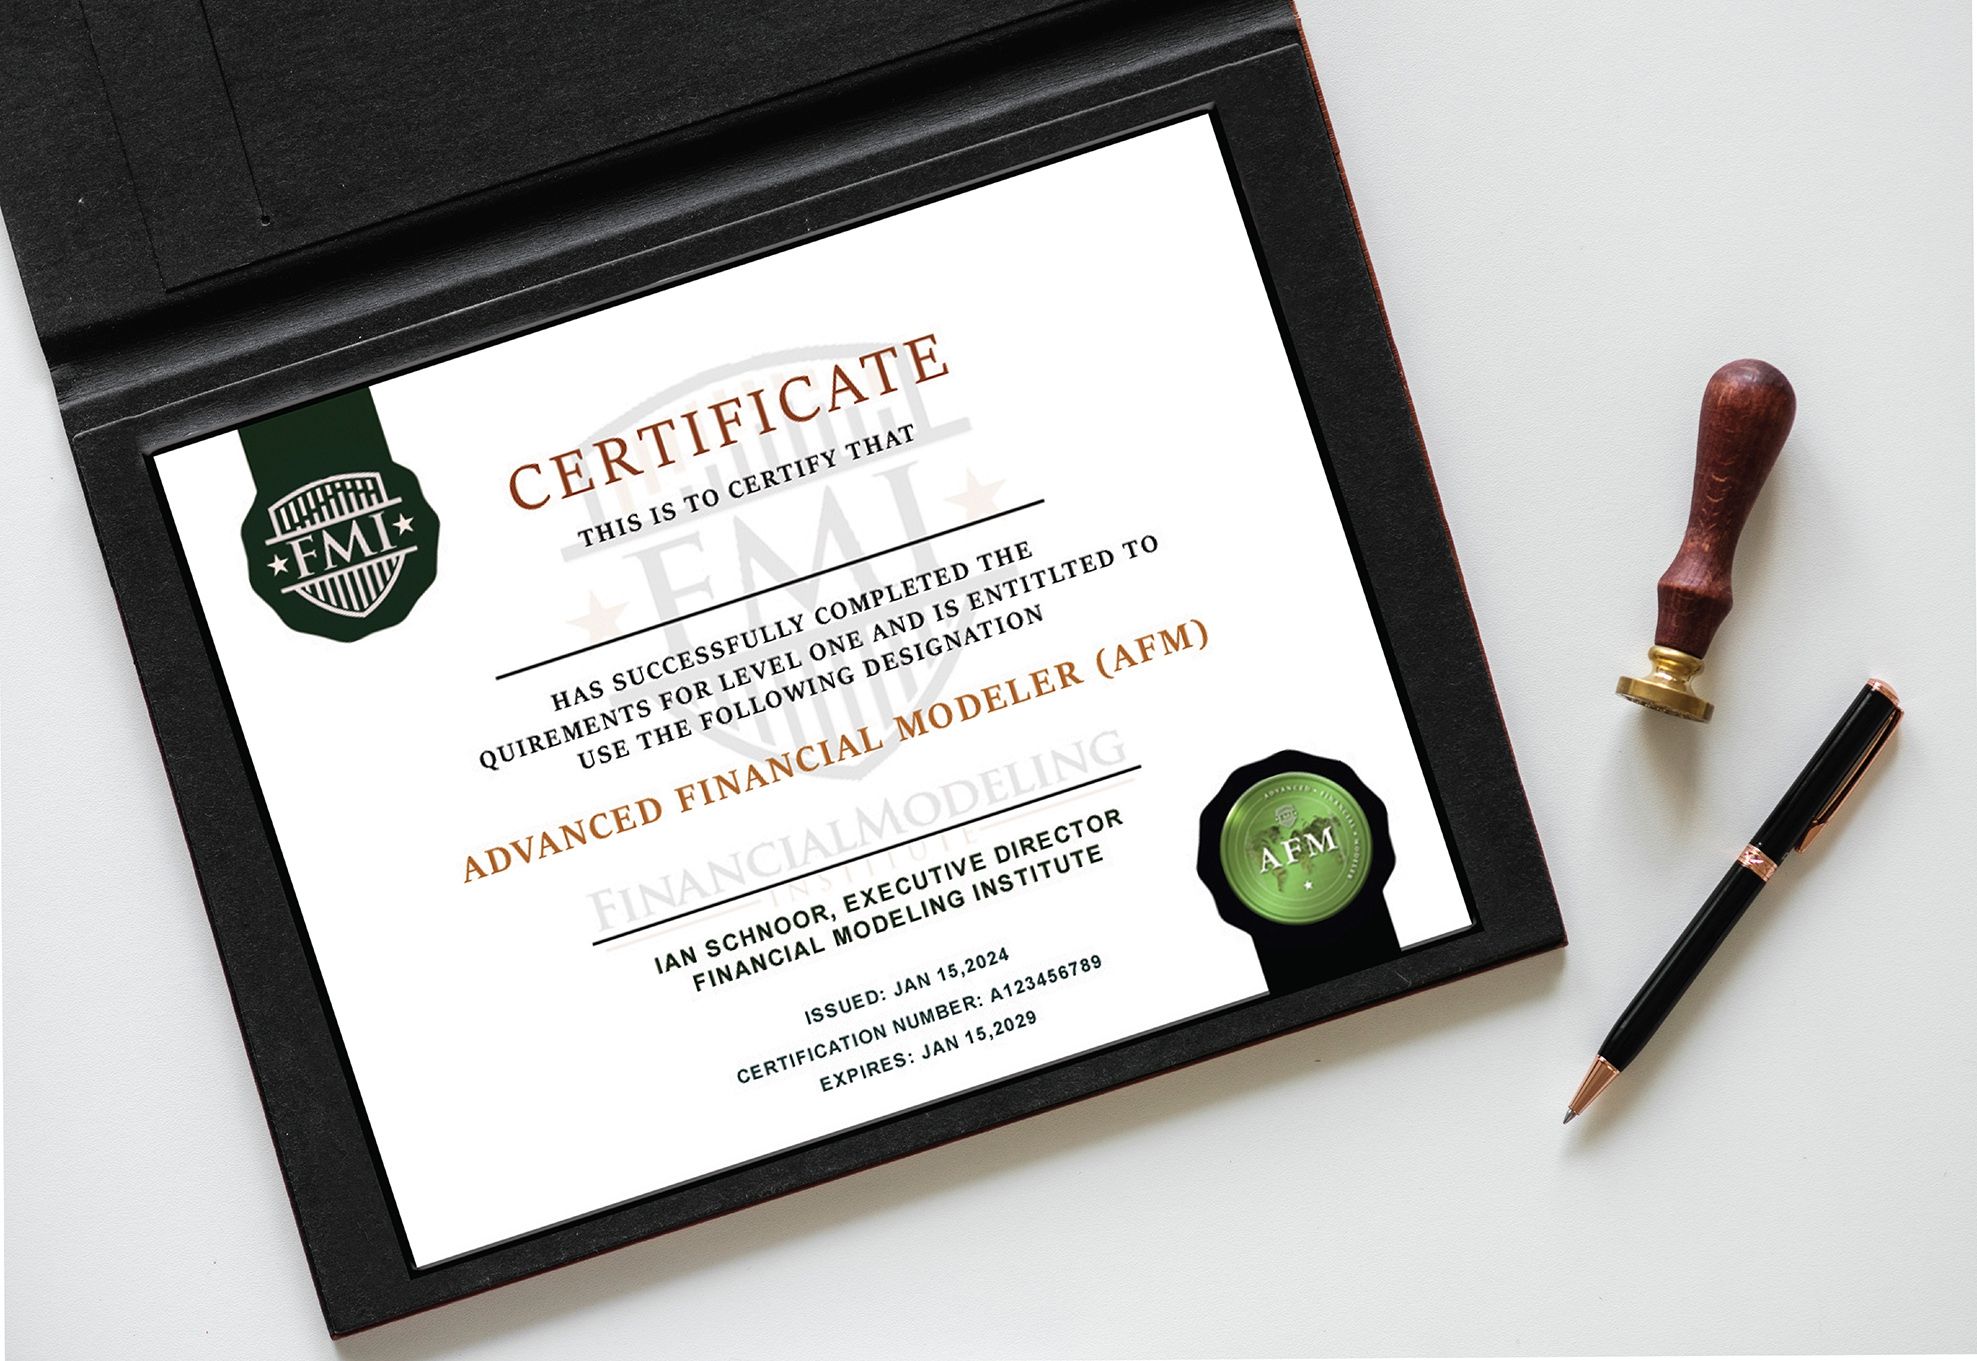 FMI
CERTIFICATE
THIS IS TO CERTIFY THAT
FMI
HAS SUCCESSFULLY COMPLETED THE
QUIREMENTS FOR LEVEL ONE AND IS ENTITLTED TO
USE THE FOLLOWING DESIGNATION
ADVANCED FINANCIAL MODELER (AFM)
FINANCIALMODELING
INSTITUTE
IAN SCHNOOR, EXECUTIVE DIRECTOR
FINANCIAL MODELING INSTITUTE
ISSUED: JAN 15,2024
CERTIFICATION NUMBER: A123456789
EXPIRES: JAN 15,2029
ADVANCED • FINANCIAL • MODELER
FMI
AFM